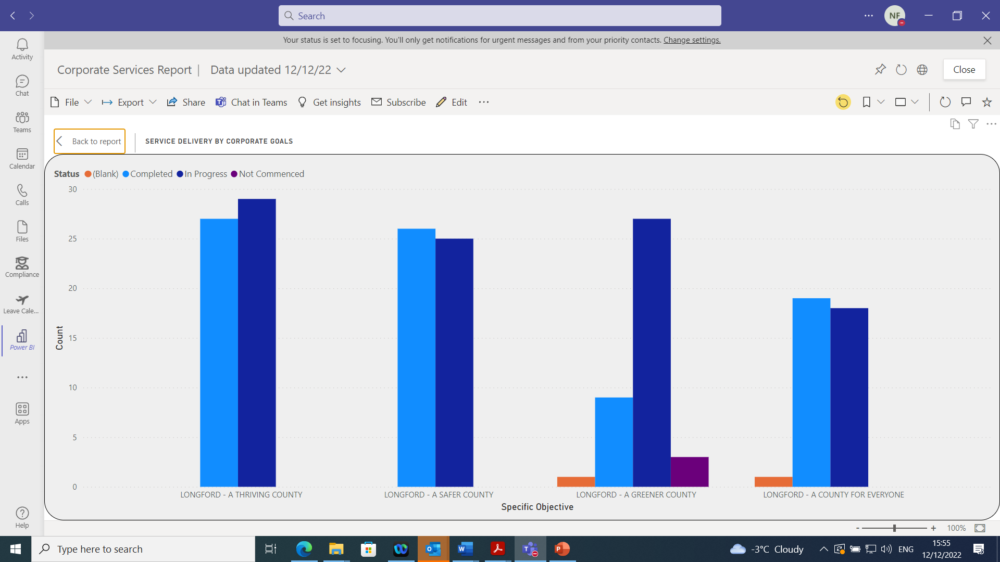 Search
NF
Your status is set to focusing. You'll only get notifications for urgent messages and from your priority contacts. Change settings.
Activity
Chat
Teams
Calendar
Calls
Files
Compliance
Leave Cale...
Power BI
Apps
Help
Corporate Services Report | Data updated 12/12/22
Close
File Export Share Chat in Teams Get insights Subscribe Edit
Back to report
SERVICE DELIVERY BY CORPORATE GOALS
Status (Blank) Completed In Progress Not Commenced
30
25
20
15
10
5
0
Count
LONGFORD - A THRIVING COUNTY
LONGFORD - A SAFER COUNTY
LONGFORD - A GREENER COUNTY
LONGFORD - A COUNTY FOR EVERYONE
Specific Objective
- + 100%
Type here to search
-3°C Cloudy
ENG
15:55
12/12/2022